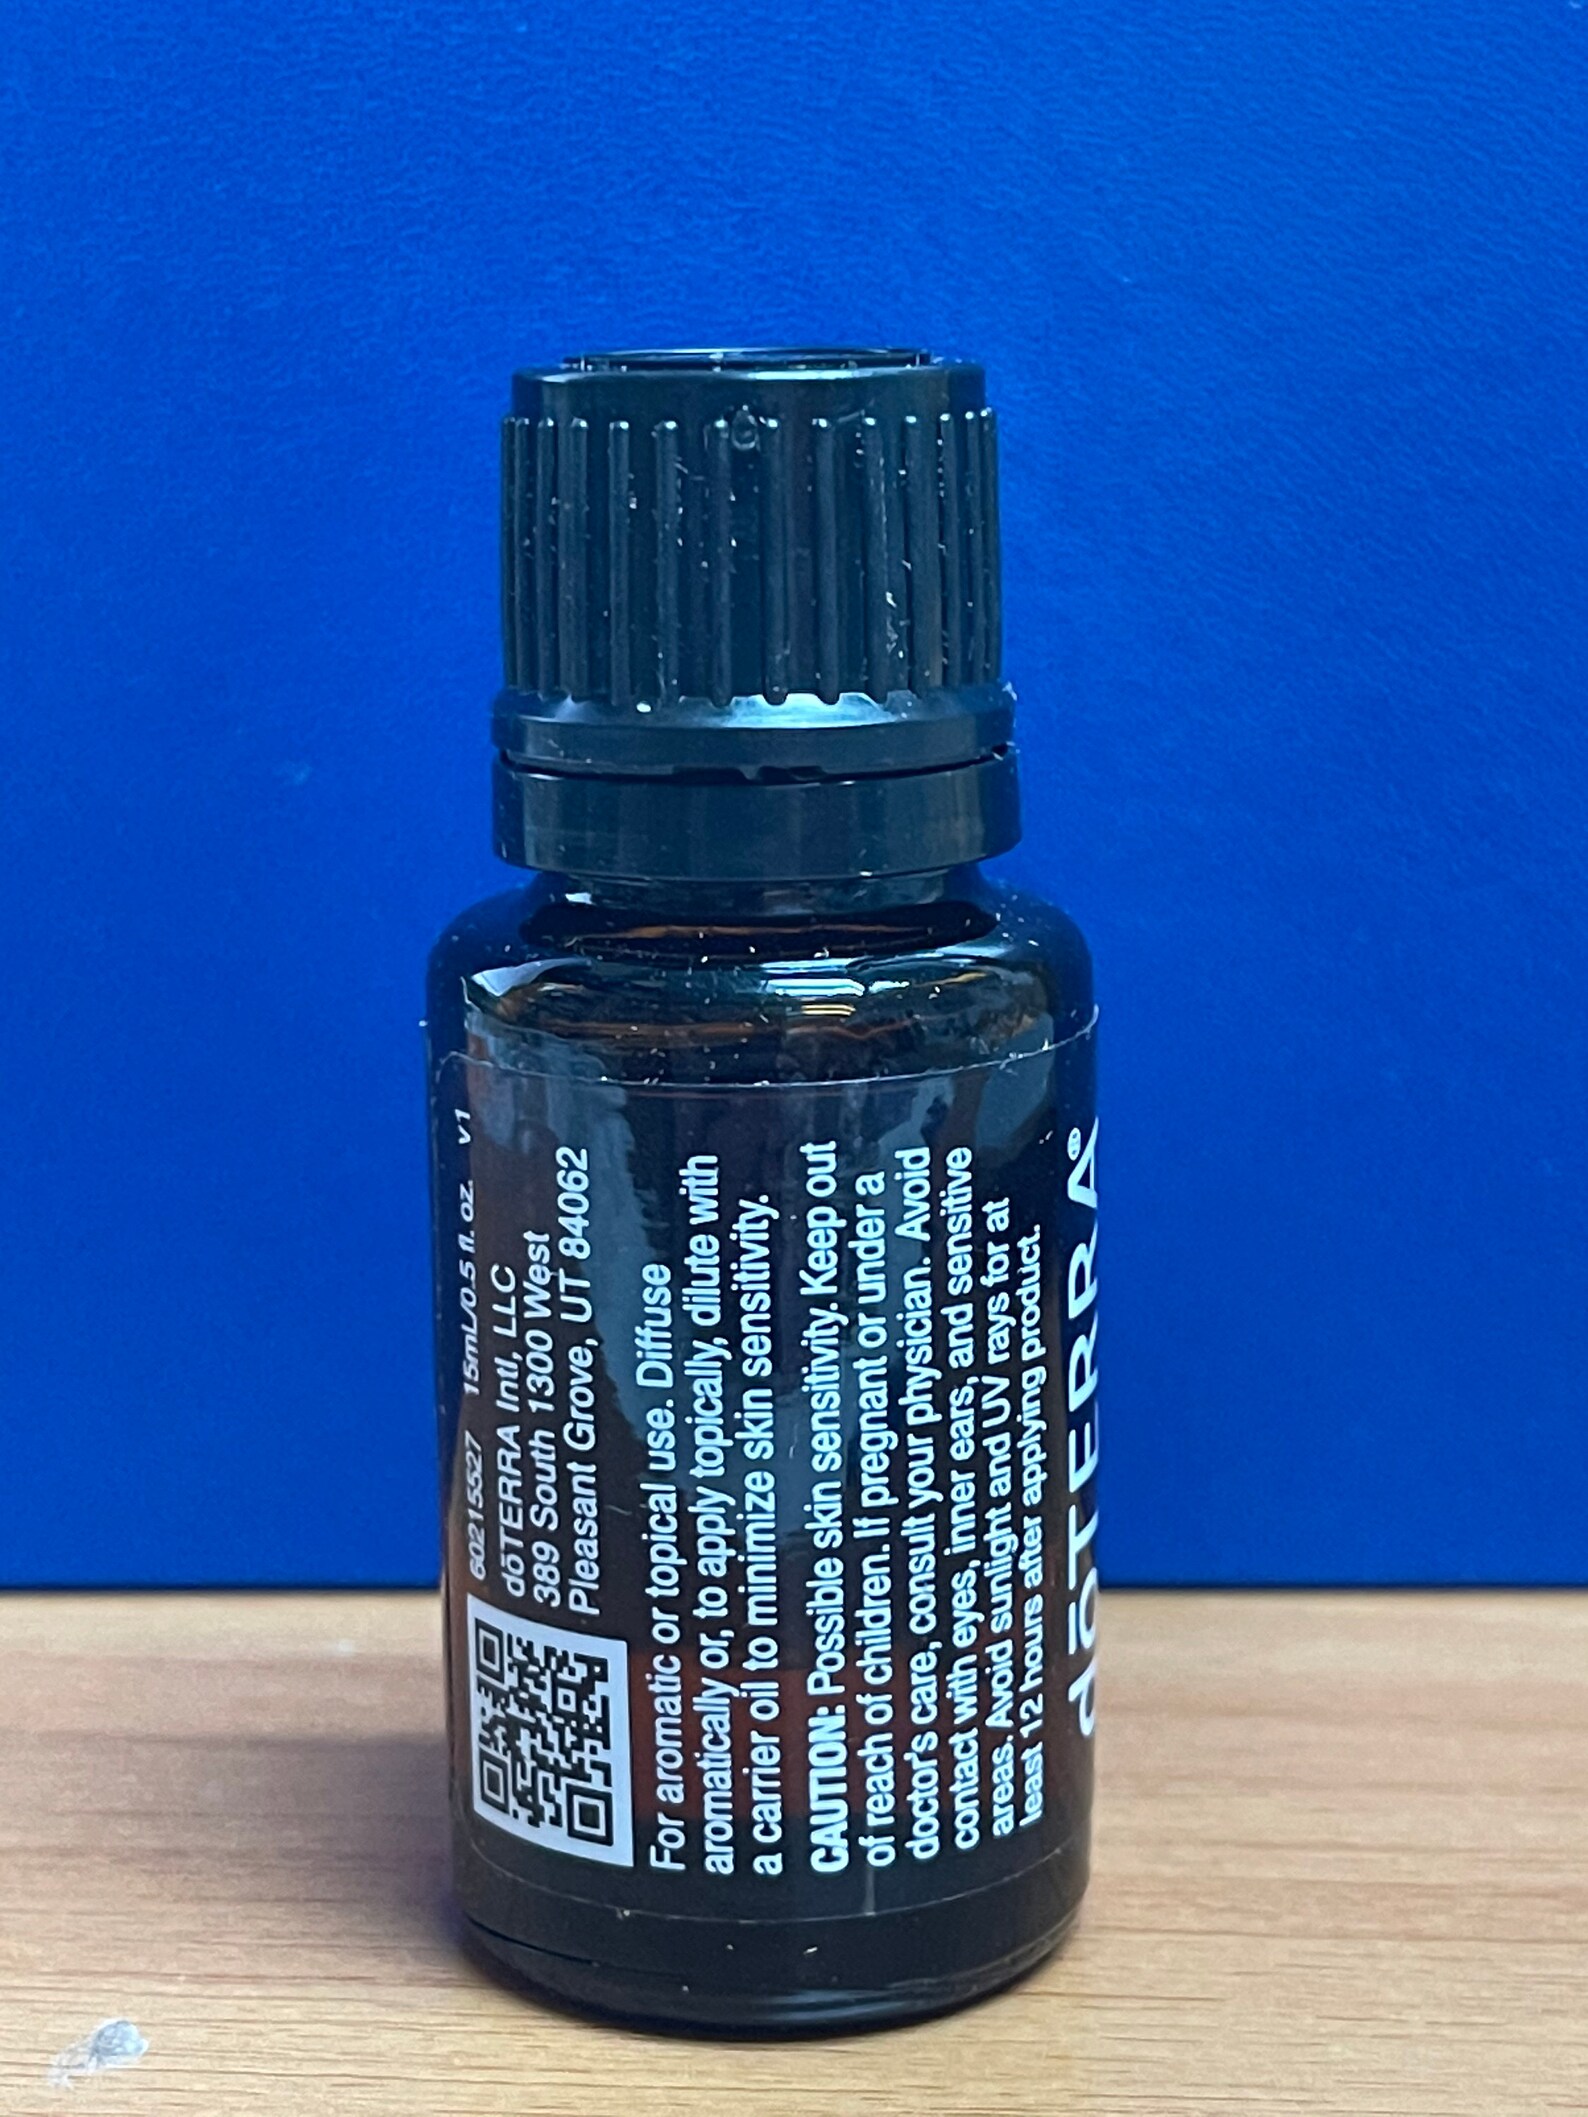 60215527 15mL/0.5 fl. oz. v1
dōTERRA Intl, LLC
389 South 1300 West
Pleasant Grove, UT 84062
For aromatic or topical use. Diffuse
aromatically or, to apply topically, dilute with
a carrier oil to minimize skin sensitivity.
CAUTION: Possible skin sensitivity. Keep out
of reach of children. If pregnant or under a
doctor's care, consult your physician. Avoid
contact with eyes, inner ears, and sensitive
areas. Avoid sunlight and UV rays for at
least 12 hours after applying product.
dōTERRA®